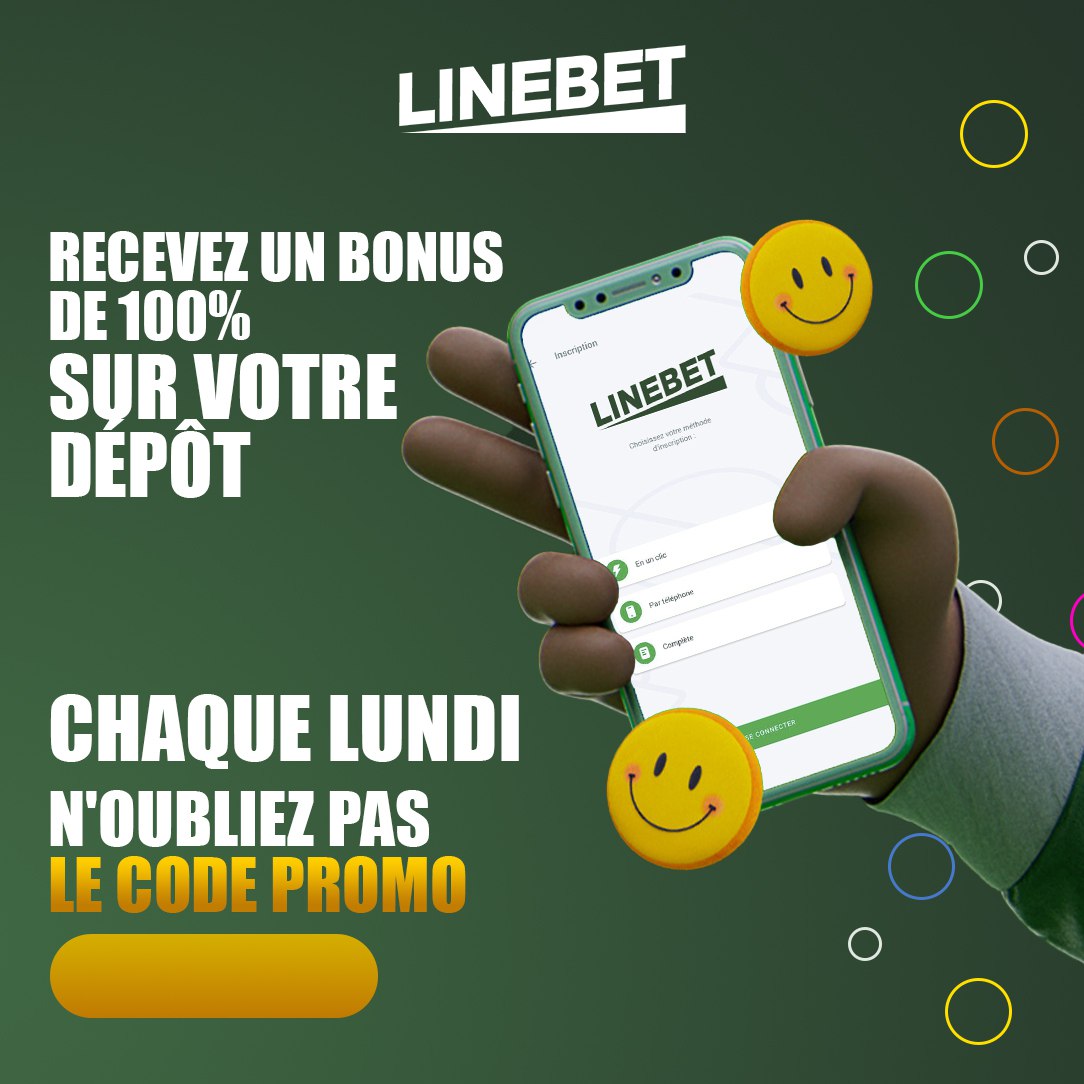 LINEBET
RECEVEZ UN BONUS
DE 100%
SUR VOTRE
DÉPÔT
Inscription
LINEBET
Choisissez votre méthode
d'inscription :
En un clic
Par téléphone
Complète
SE CONNECTER
CHAQUE LUNDI
N'OUBLIEZ PAS
LE CODE PROMO